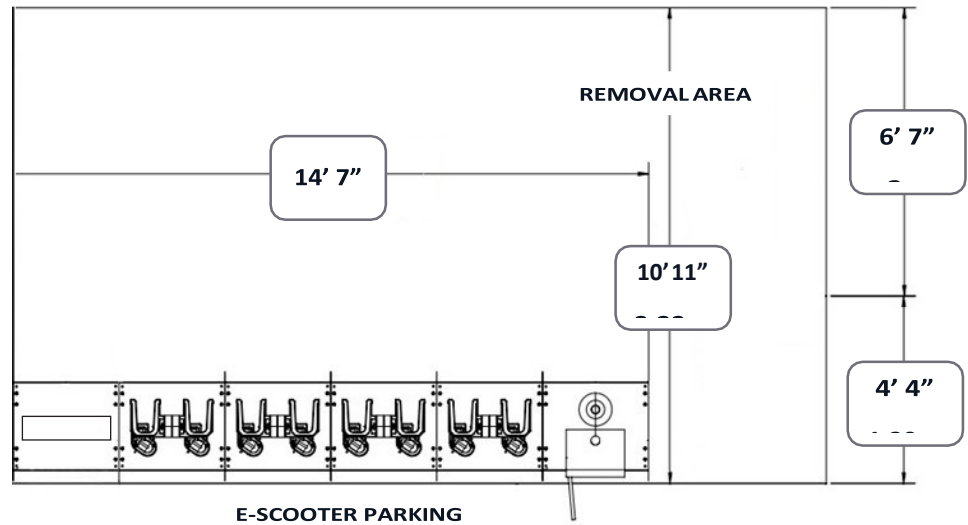 REMOVAL AREA
6’ 7”
14’ 7”
10’ 11”
4’ 4”
E-SCOOTER PARKING